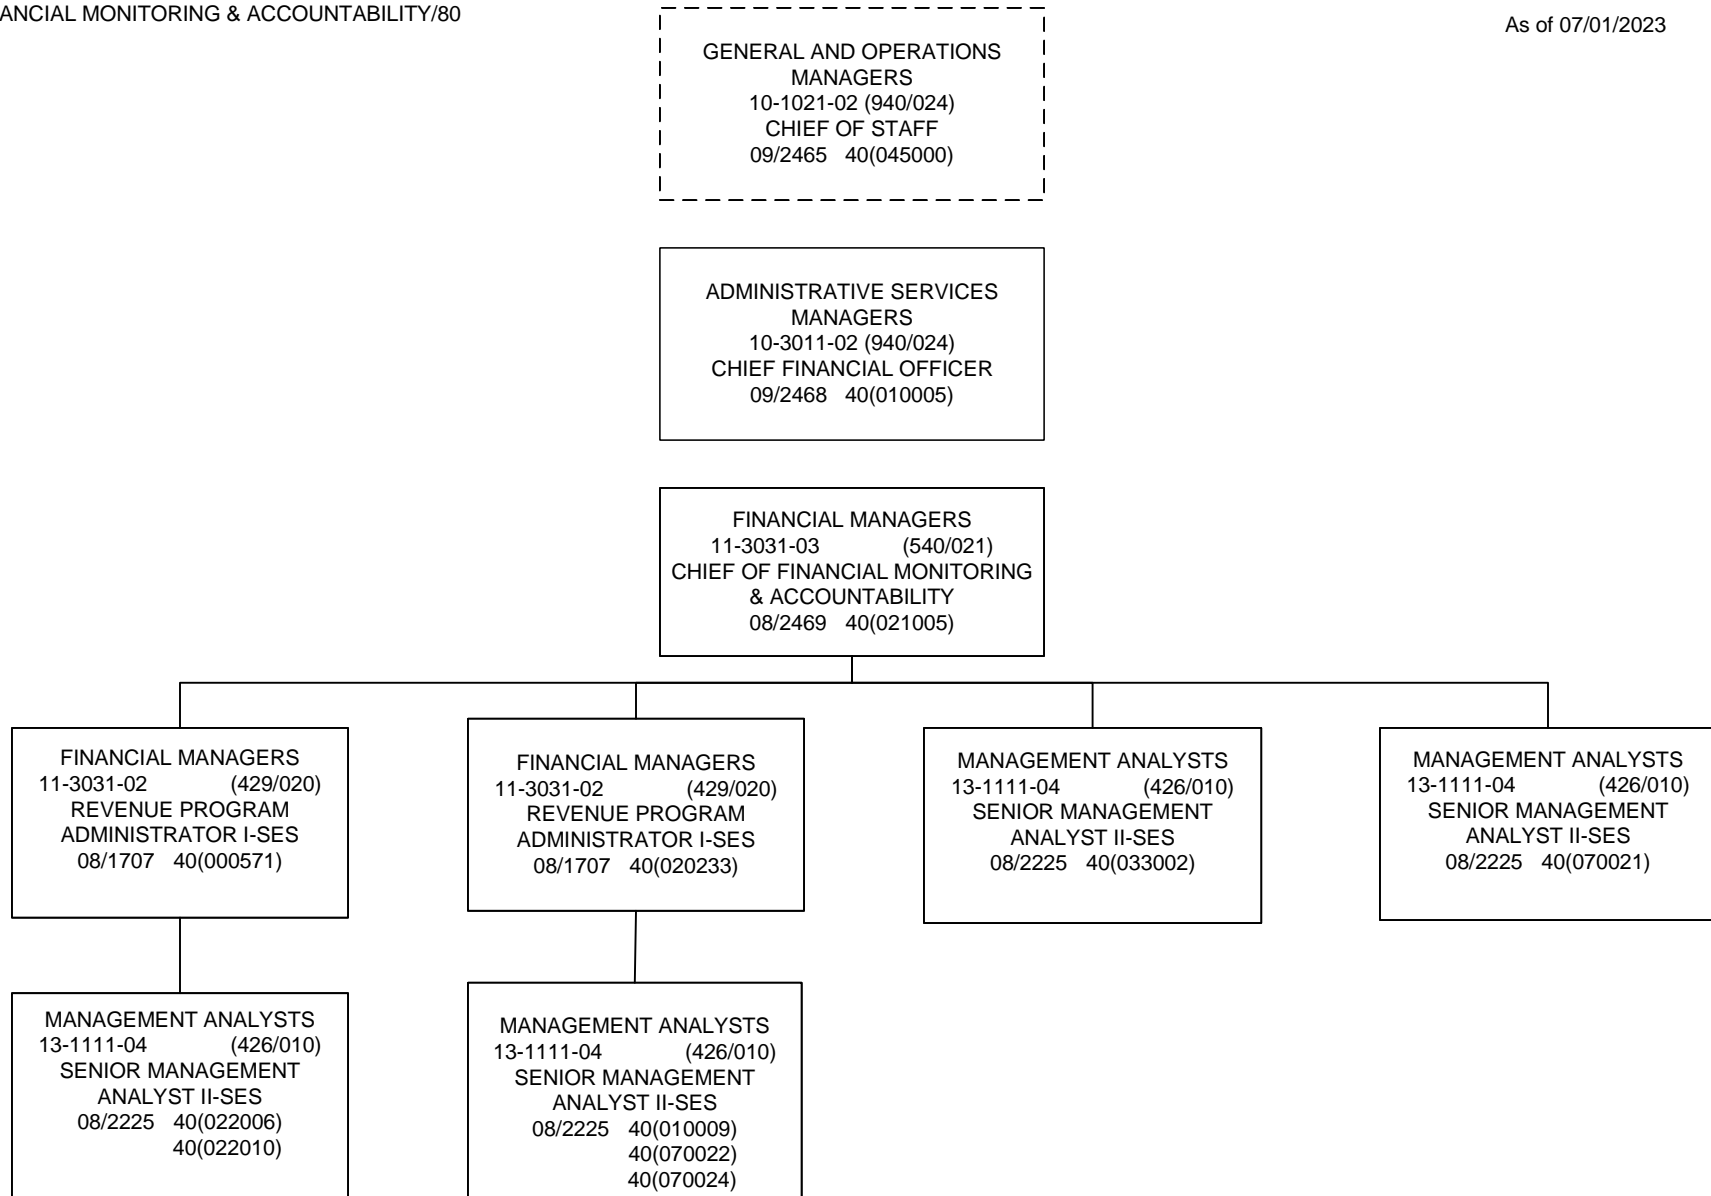 ANCIAL MONITORING & ACCOUNTABILITY/80
As of 07/01/2023
GENERAL AND OPERATIONS
MANAGERS
10-1021-02 (940/024)
CHIEF OF STAFF
09/2465 40(045000)
ADMINISTRATIVE SERVICES
MANAGERS
10-3011-02 (940/024)
CHIEF FINANCIAL OFFICER
09/2468 40(010005)
FINANCIAL MANAGERS
11-3031-03 (540/021)
CHIEF OF FINANCIAL MONITORING
& ACCOUNTABILITY
08/2469 40(021005)
FINANCIAL MANAGERS
11-3031-02 (429/020)
REVENUE PROGRAM
ADMINISTRATOR I-SES
08/1707 40(000571)
FINANCIAL MANAGERS
11-3031-02 (429/020)
REVENUE PROGRAM
ADMINISTRATOR I-SES
08/1707 40(020233)
MANAGEMENT ANALYSTS
13-1111-04 (426/010)
SENIOR MANAGEMENT
ANALYST II-SES
08/2225 40(033002)
MANAGEMENT ANALYSTS
13-1111-04 (426/010)
SENIOR MANAGEMENT
ANALYST II-SES
08/2225 40(070021)
MANAGEMENT ANALYSTS
13-1111-04 (426/010)
SENIOR MANAGEMENT
ANALYST II-SES
08/2225 40(022006)
40(022010)
MANAGEMENT ANALYSTS
13-1111-04 (426/010)
SENIOR MANAGEMENT
ANALYST II-SES
08/2225 40(010009)
40(070022)
40(070024)